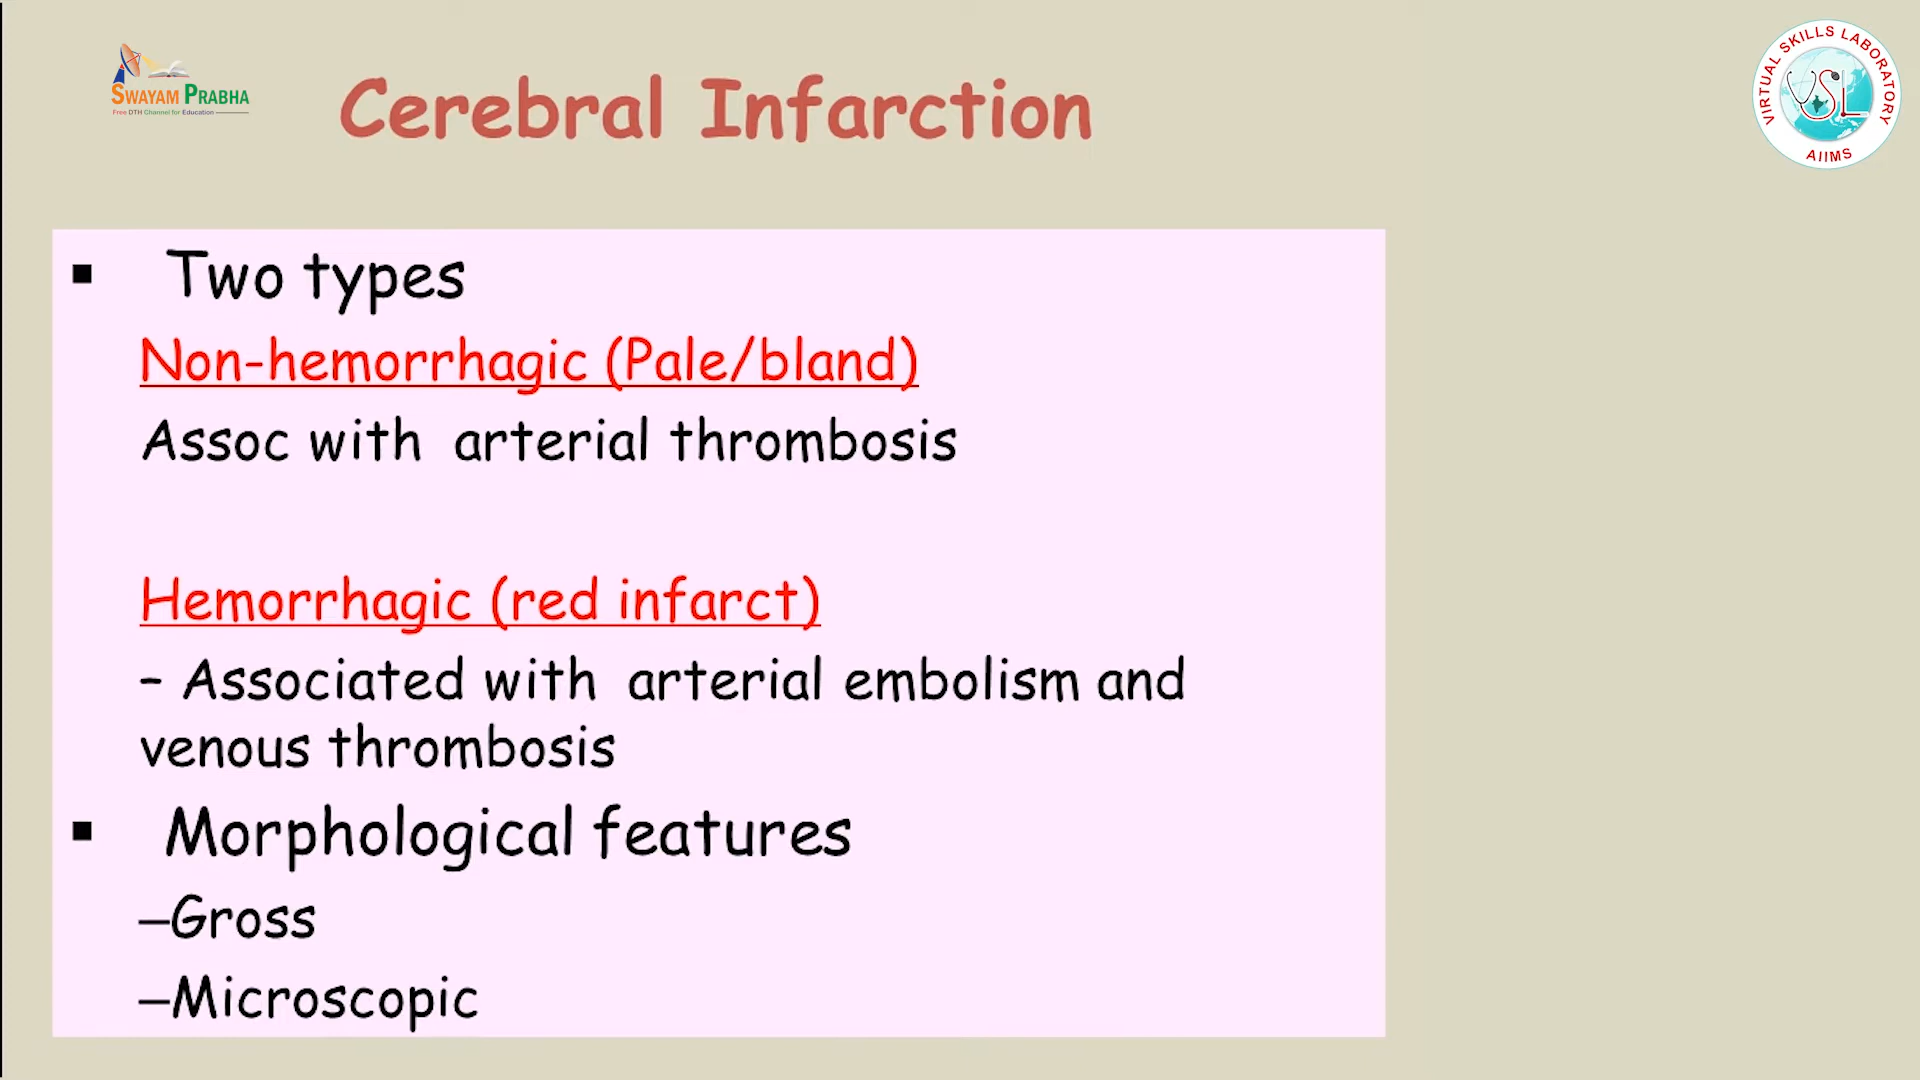 SWAYAM PRABHA
Free DTH Channel for Education
Cerebral Infarction
VIRTUAL SKILLS LABORATORY
VSL
AIIMS
▪ Two types
Non-hemorrhagic (Pale/bland)
Assoc with arterial thrombosis
Hemorrhagic (red infarct)
– Associated with arterial embolism and
venous thrombosis
▪ Morphological features
–Gross
–Microscopic